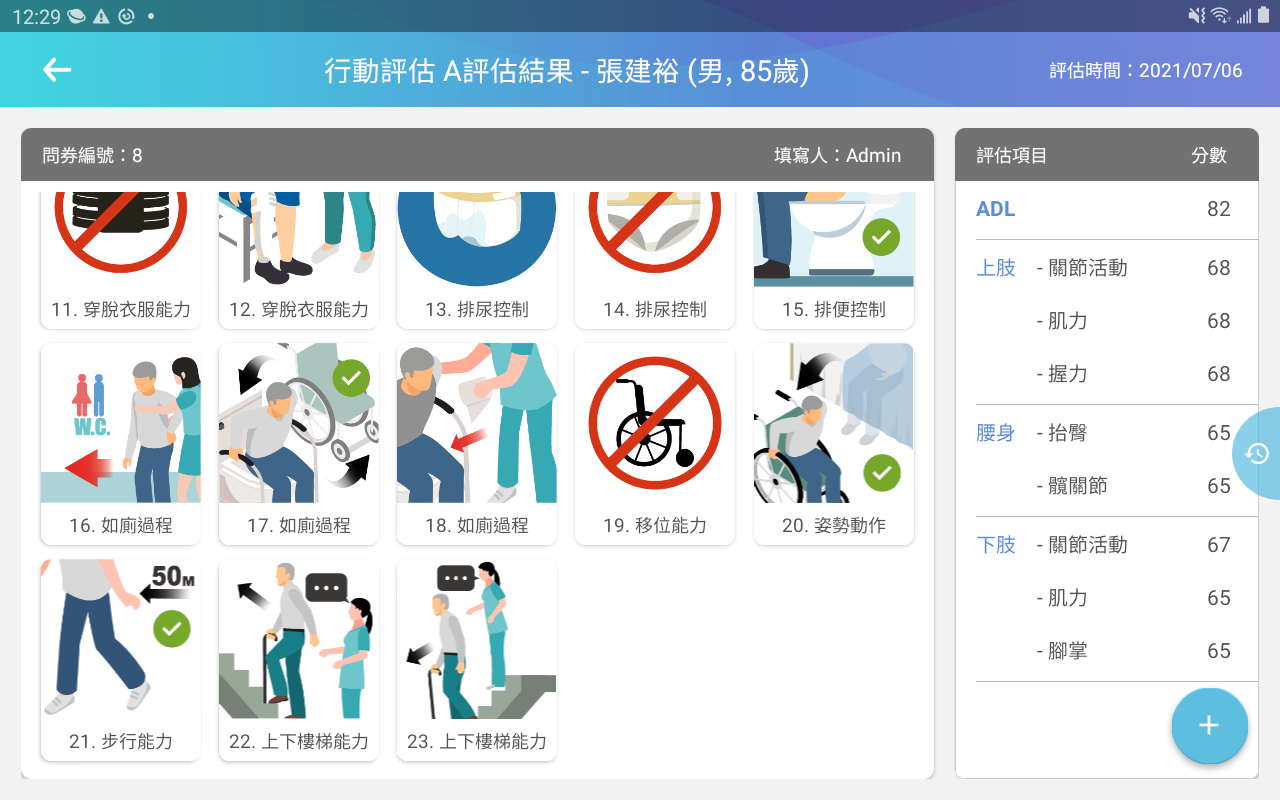 12:29
行動評估 A評估結果 - 張建裕 (男, 85歲)
評估時間：2021/07/06
問券編號：8
填寫人：Admin
11. 穿脫衣服能力
12. 穿脫衣服能力
13. 排尿控制
14. 排尿控制
15. 排便控制
W.C.
16. 如廁過程
17. 如廁過程
18. 如廁過程
19. 移位能力
20. 姿勢動作
50M
21. 步行能力
22. 上下樓梯能力
23. 上下樓梯能力
評估項目 分數
ADL 82
上肢 - 關節活動 68
- 肌力 68
- 握力 68
腰身 - 抬臀 65
- 髖關節 65
下肢 - 關節活動 67
- 肌力 65
- 腳掌 65